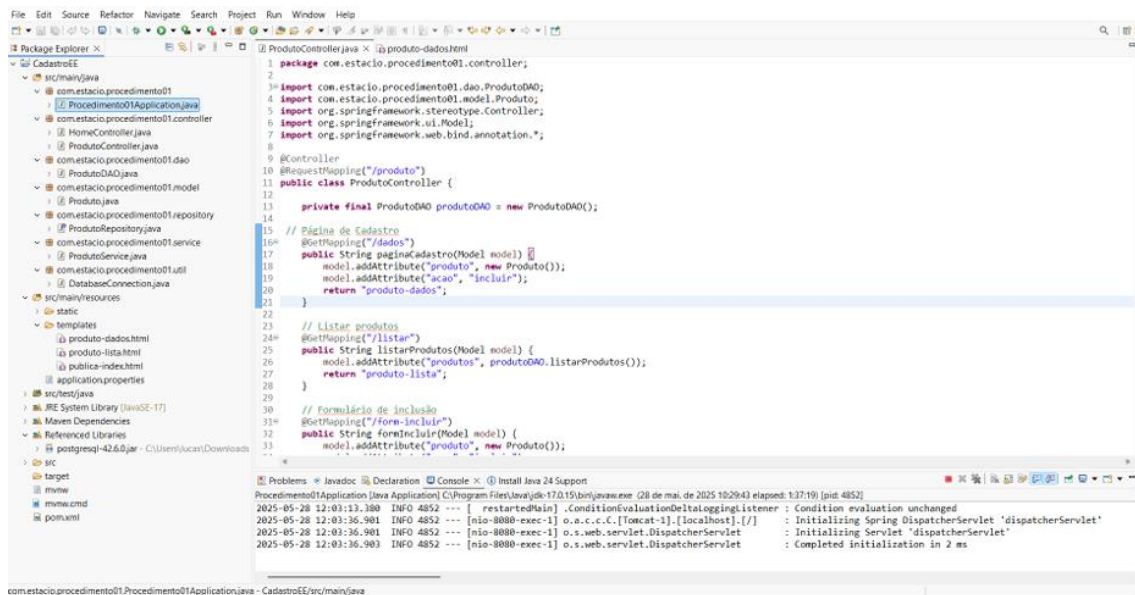 File Edit Source Refactor Navigate Search Project Run Window Help
Package Explorer ×
CadastroEE
src/main/java
com.estacio.procedimento01
Procedimento01Application.java
com.estacio.procedimento01.controller
HomeController.java
ProdutoController.java
com.estacio.procedimento01.dao
ProdutoDAO.java
com.estacio.procedimento01.model
Produto.java
com.estacio.procedimento01.repository
ProdutoRepository.java
com.estacio.procedimento01.service
ProdutoService.java
com.estacio.procedimento01.util
DatabaseConnection.java
src/main/resources
static
templates
produto-dados.html
produto-lista.html
publica-index.html
application.properties
src/test/java
JRE System Library [JavaSE-17]
Maven Dependencies
Referenced Libraries
postgresql-42.6.0.jar - C:\Users\lucas\Downloads
src
target
mvnw
mvnw.cmd
pom.xml
ProdutoController.java × produto-dados.html
1 package com.estacio.procedimento01.controller;
2
3 import com.estacio.procedimento01.dao.ProdutoDAO;
4 import com.estacio.procedimento01.model.Produto;
5 import org.springframework.stereotype.Controller;
6 import org.springframework.ui.Model;
7 import org.springframework.web.bind.annotation.*;
8
9 @Controller
10 @RequestMapping("/produto")
11 public class ProdutoController {
12
13 private final ProdutoDAO produtoDAO = new ProdutoDAO();
14
15 // Página de Cadastro
16 @GetMapping("/dados")
17 public String paginaCadastro(Model model) {
18 model.addAttribute("produto", new Produto());
19 model.addAttribute("acao", "incluir");
20 return "produto-dados";
21 }
22
23 // Listar produtos
24 @GetMapping("/listar")
25 public String listarProdutos(Model model) {
26 model.addAttribute("produtos", produtoDAO.listarProdutos());
27 return "produto-lista";
28 }
29
30 // Formulário de inclusão
31 @GetMapping("/form-incluir")
32 public String formIncluir(Model model) {
33 model.addAttribute("produto", new Produto());
Problems Javadoc Declaration Console × Install Java 24 Support
Procedimento01Application [Java Application] C:\Program Files\Java\jdk-17.0.15\bin\javaw.exe (28 de mai. de 2025 10:29:43 elapsed: 1:37:19) [pid: 4852]
2025-05-28 12:03:13.380 INFO 4852 --- [ restartedMain] .ConditionEvaluationDeltaLoggingListener : Condition evaluation unchanged
2025-05-28 12:03:36.901 INFO 4852 --- [nio-8080-exec-1] o.a.c.c.C.[Tomcat-1].[localhost].[/] : Initializing Spring DispatcherServlet 'dispatcherServlet'
2025-05-28 12:03:36.901 INFO 4852 --- [nio-8080-exec-1] o.s.web.servlet.DispatcherServlet : Initializing Servlet 'dispatcherServlet'
2025-05-28 12:03:36.903 INFO 4852 --- [nio-8080-exec-1] o.s.web.servlet.DispatcherServlet : Completed initialization in 2 ms
com.estacio.procedimento01.Procedimento01Application.java - CadastroEE/src/main/java